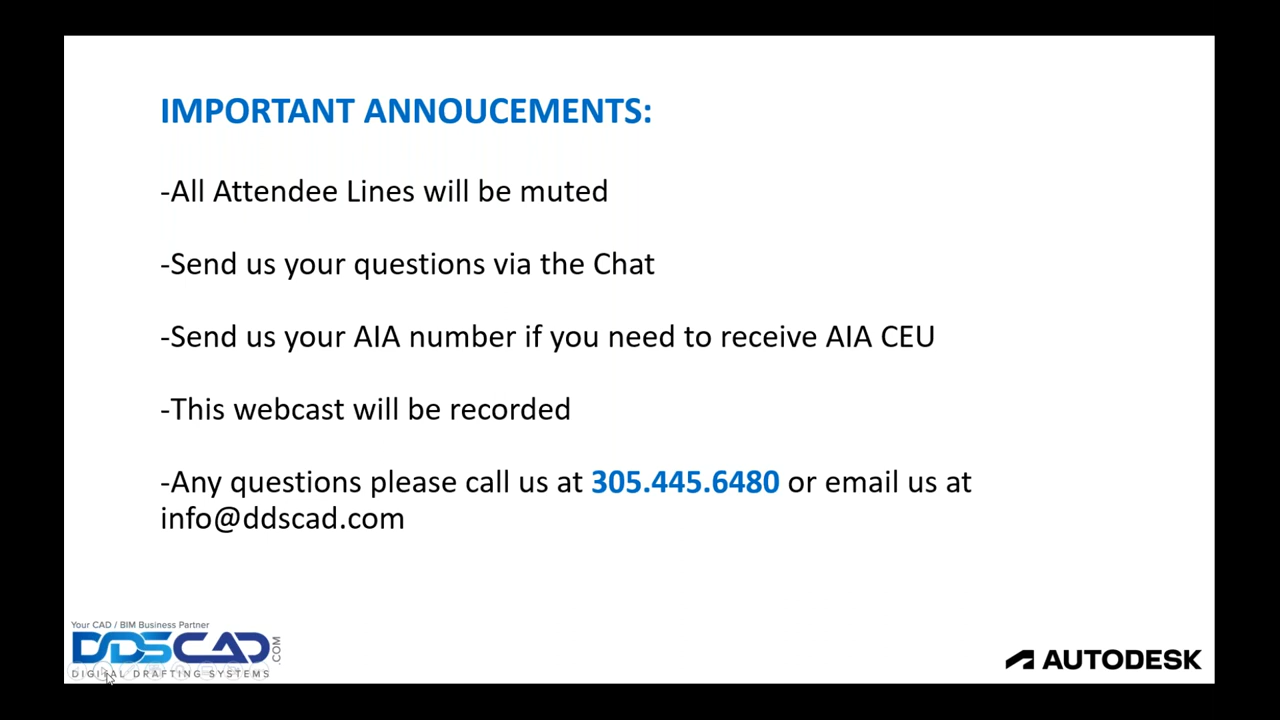 IMPORTANT ANNOUCEMENTS:
-All Attendee Lines will be muted
-Send us your questions via the Chat
-Send us your AIA number if you need to receive AIA CEU
-This webcast will be recorded
-Any questions please call us at 305.445.6480 or email us at
info@ddscad.com
Your CAD / BIM Business Partner
DDSCAD.COM
DIGITAL DRAFTING SYSTEMS
AUTODESK